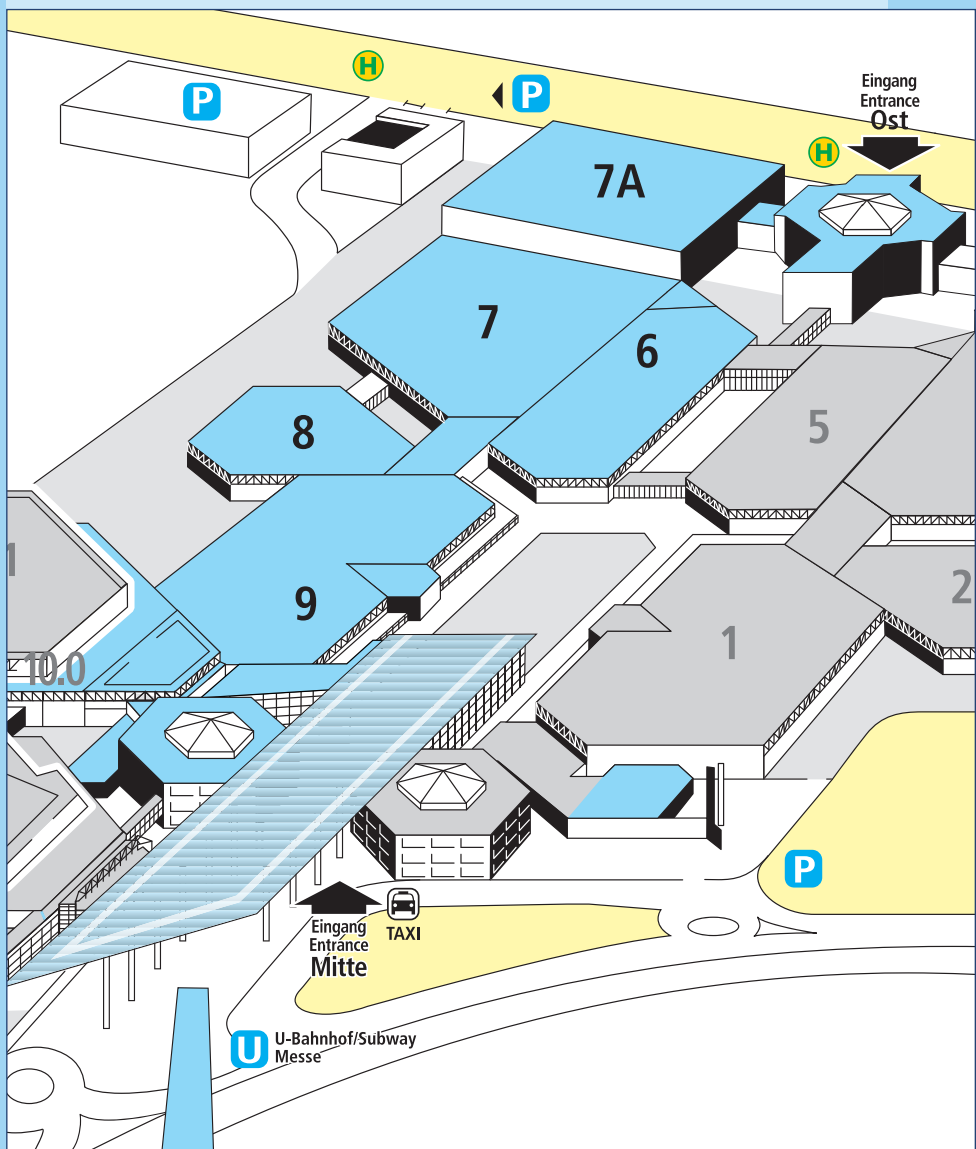 H
P
P
Eingang
Entrance
Ost
H
7A
7
6
5
8
9
1
2
1
10.0
P
Eingang
Entrance
Mitte
TAXI
U
U-Bahnhof/Subway
Messe